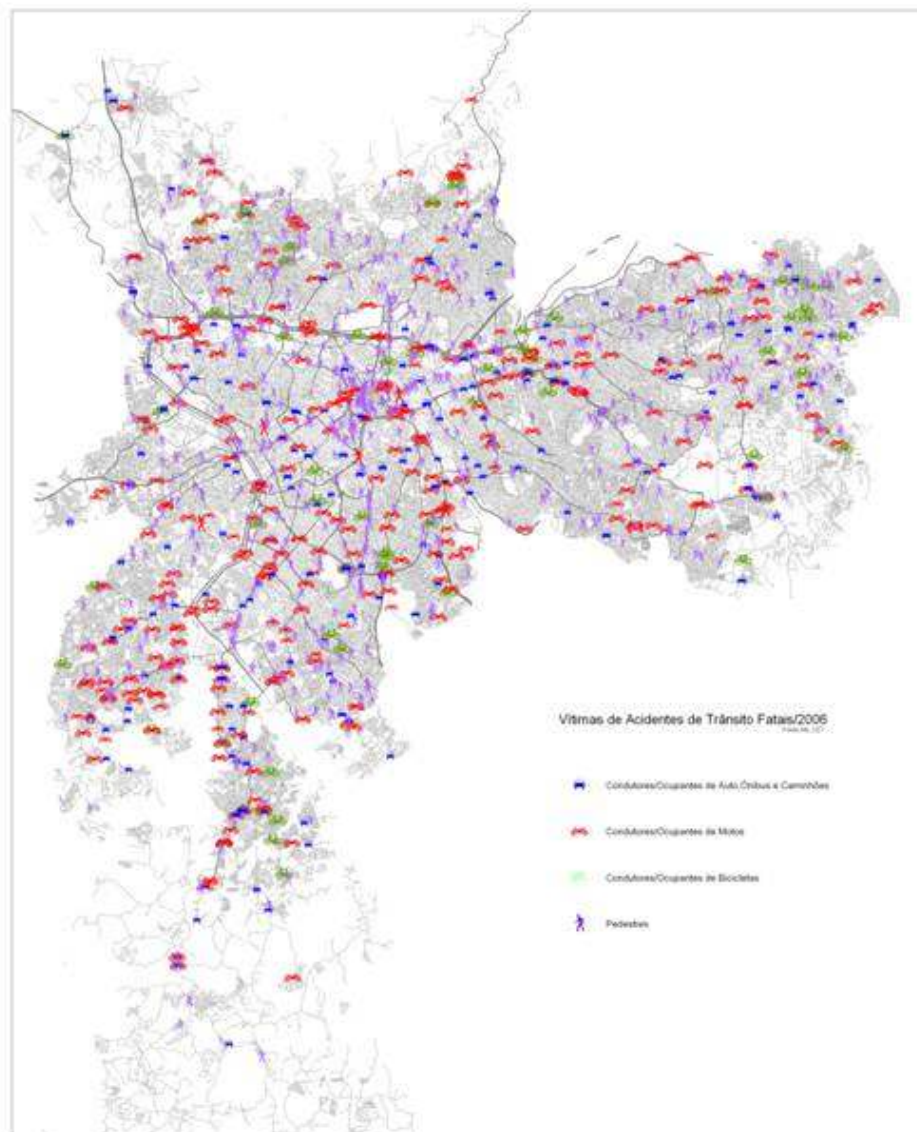 Vítimas de Acidentes de Trânsito Fatais/2006
Condutores/Ocupantes de Auto,Ônibus e Caminhões
Condutores/Ocupantes de Motos
Condutores/Ocupantes de Bicicletas
Pedestres